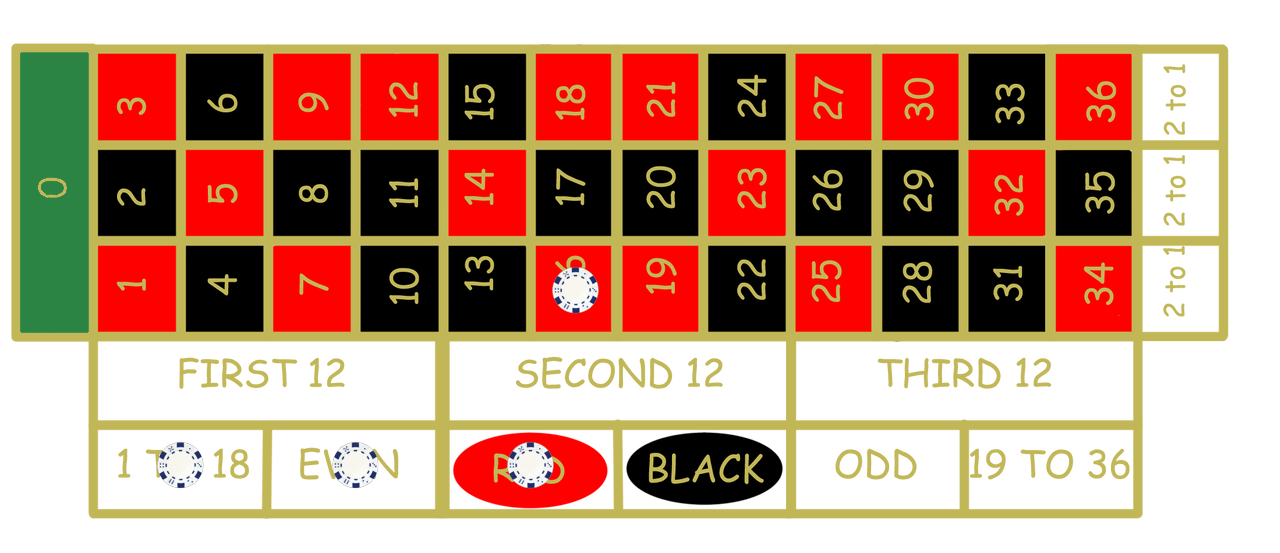 3 6 9 12 15 18 21 24 27 30 33 36 2 to 1
0 2 5 8 11 14 17 20 23 26 29 32 35 2 to 1
1 4 7 10 13 19 22 25 28 31 34 2 to 1
FIRST 12 SECOND 12 THIRD 12
1 18 BLACK ODD 19 TO 36